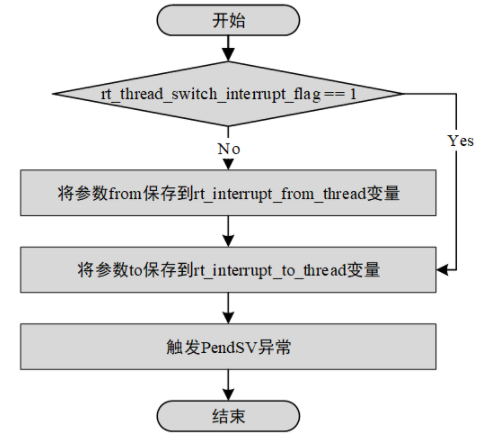 开始
rt_thread_switch_interrupt_flag == 1
No
Yes
将参数from保存到rt_interrupt_from_thread变量
将参数to保存到rt_interrupt_to_thread变量
触发PendSV异常
结束